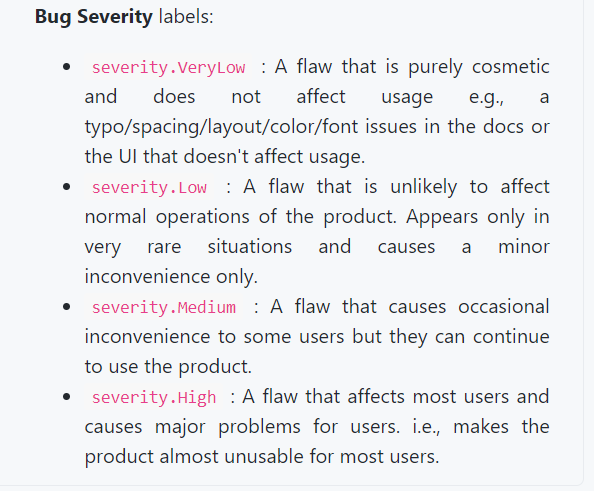 Bug Severity labels:
severity.VeryLow : A flaw that is purely cosmetic
and does not affect usage e.g., a
typo/spacing/layout/color/font issues in the docs or
the UI that doesn't affect usage.
severity.Low : A flaw that is unlikely to affect
normal operations of the product. Appears only in
very rare situations and causes a minor
inconvenience only.
severity.Medium : A flaw that causes occasional
inconvenience to some users but they can continue
to use the product.
severity.High : A flaw that affects most users and
causes major problems for users. i.e., makes the
product almost unusable for most users.